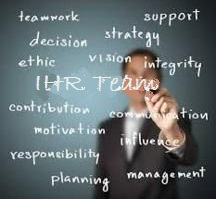 teamwork support
decision strategy
ethic vision integrity
IHR Team
contribution communication
motivation influence
responsibility
planning management